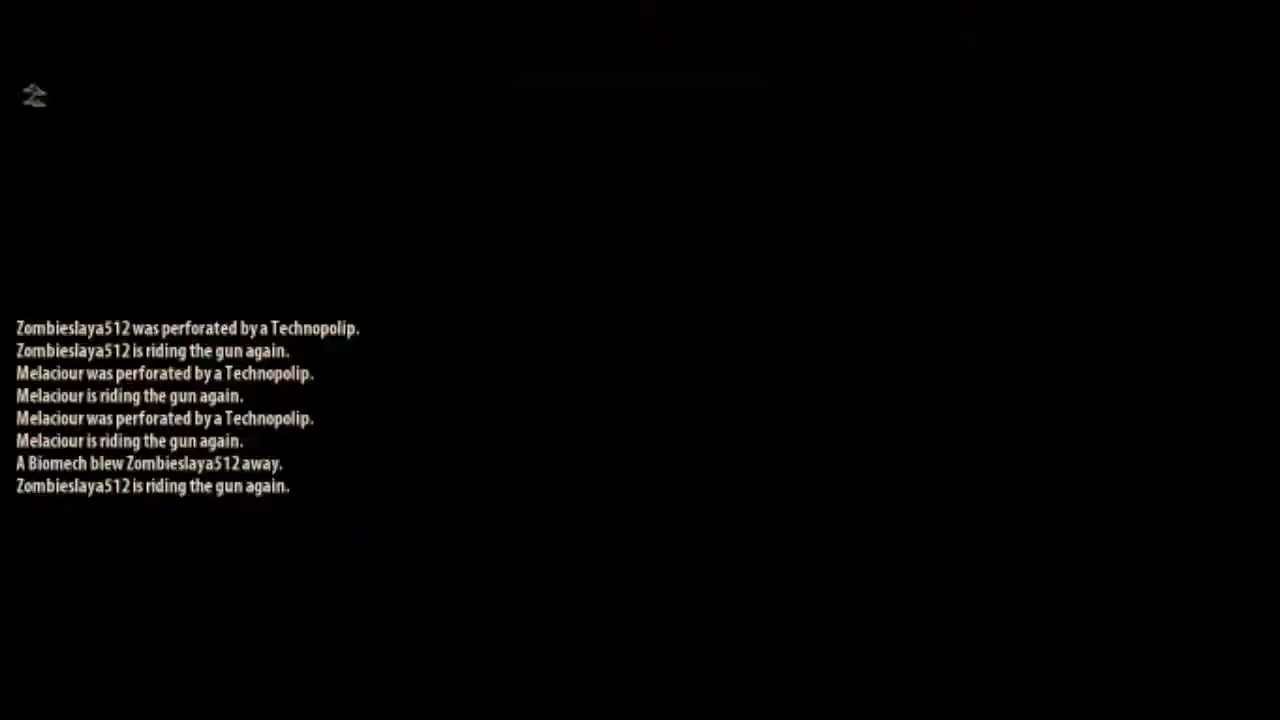 Zombieslaya512 was perforated by a Technopolip.
Zombieslaya512 is riding the gun again.
Melaciour was perforated by a Technopolip.
Melaciour is riding the gun again.
Melaciour was perforated by a Technopolip.
Melaciour is riding the gun again.
A Biomech blew Zombieslaya512 away.
Zombieslaya512 is riding the gun again.